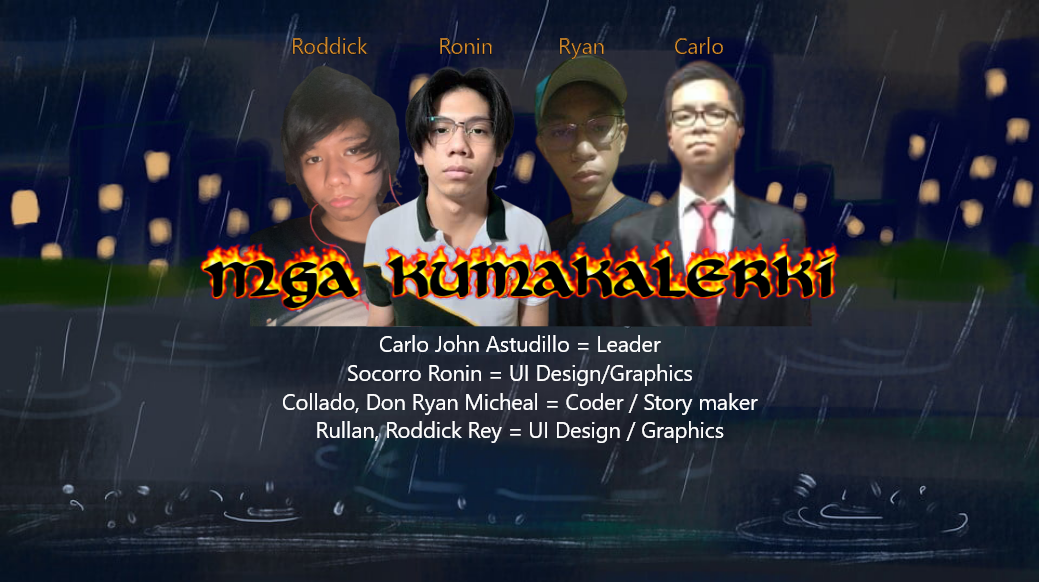 Roddick Ronin Ryan Carlo
MGA KUMAKALERKI
Carlo John Astudillo = Leader
Socorro Ronin = UI Design/Graphics
Collado, Don Ryan Micheal = Coder / Story maker
Rullan, Roddick Rey = UI Design / Graphics